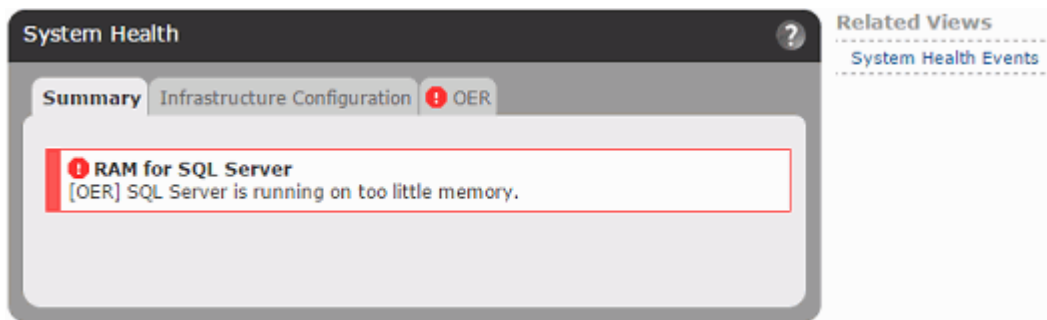 System Health
?
Related Views
System Health Events
Summary Infrastructure Configuration ! OER
! RAM for SQL Server
[OER] SQL Server is running on too little memory.